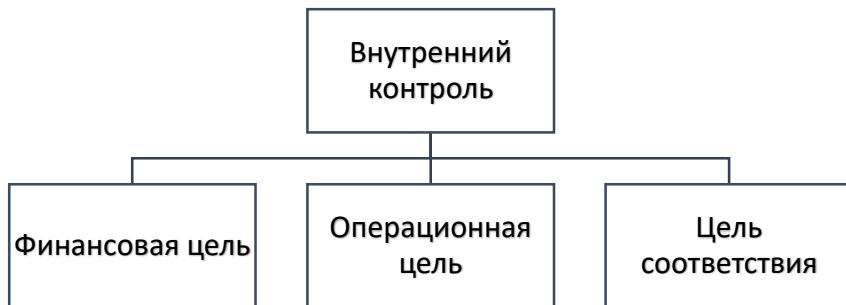 Внутренний
контроль
Финансовая цель
Операционная
цель
Цель
соответствия